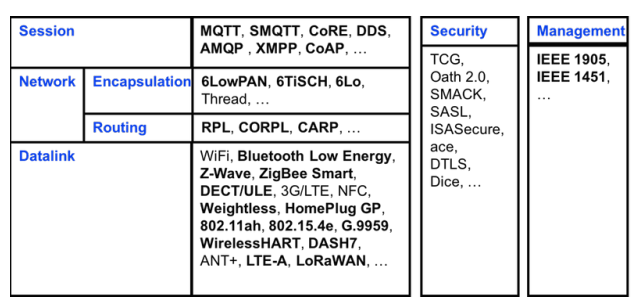 Session
MQTT, SMQTT, CoRE, DDS,
AMQP , XMPP, CoAP, …
Network
Encapsulation
6LowPAN, 6TiSCH, 6Lo,
Thread, …
Routing
RPL, CORPL, CARP, …
Datalink
WiFi, Bluetooth Low Energy,
Z-Wave, ZigBee Smart,
DECT/ULE, 3G/LTE, NFC,
Weightless, HomePlug GP,
802.11ah, 802.15.4e, G.9959,
WirelessHART, DASH7,
ANT+, LTE-A, LoRaWAN, …
Security
TCG,
Oath 2.0,
SMACK,
SASL,
ISASecure,
ace,
DTLS,
Dice, …
Management
IEEE 1905,
IEEE 1451,
…